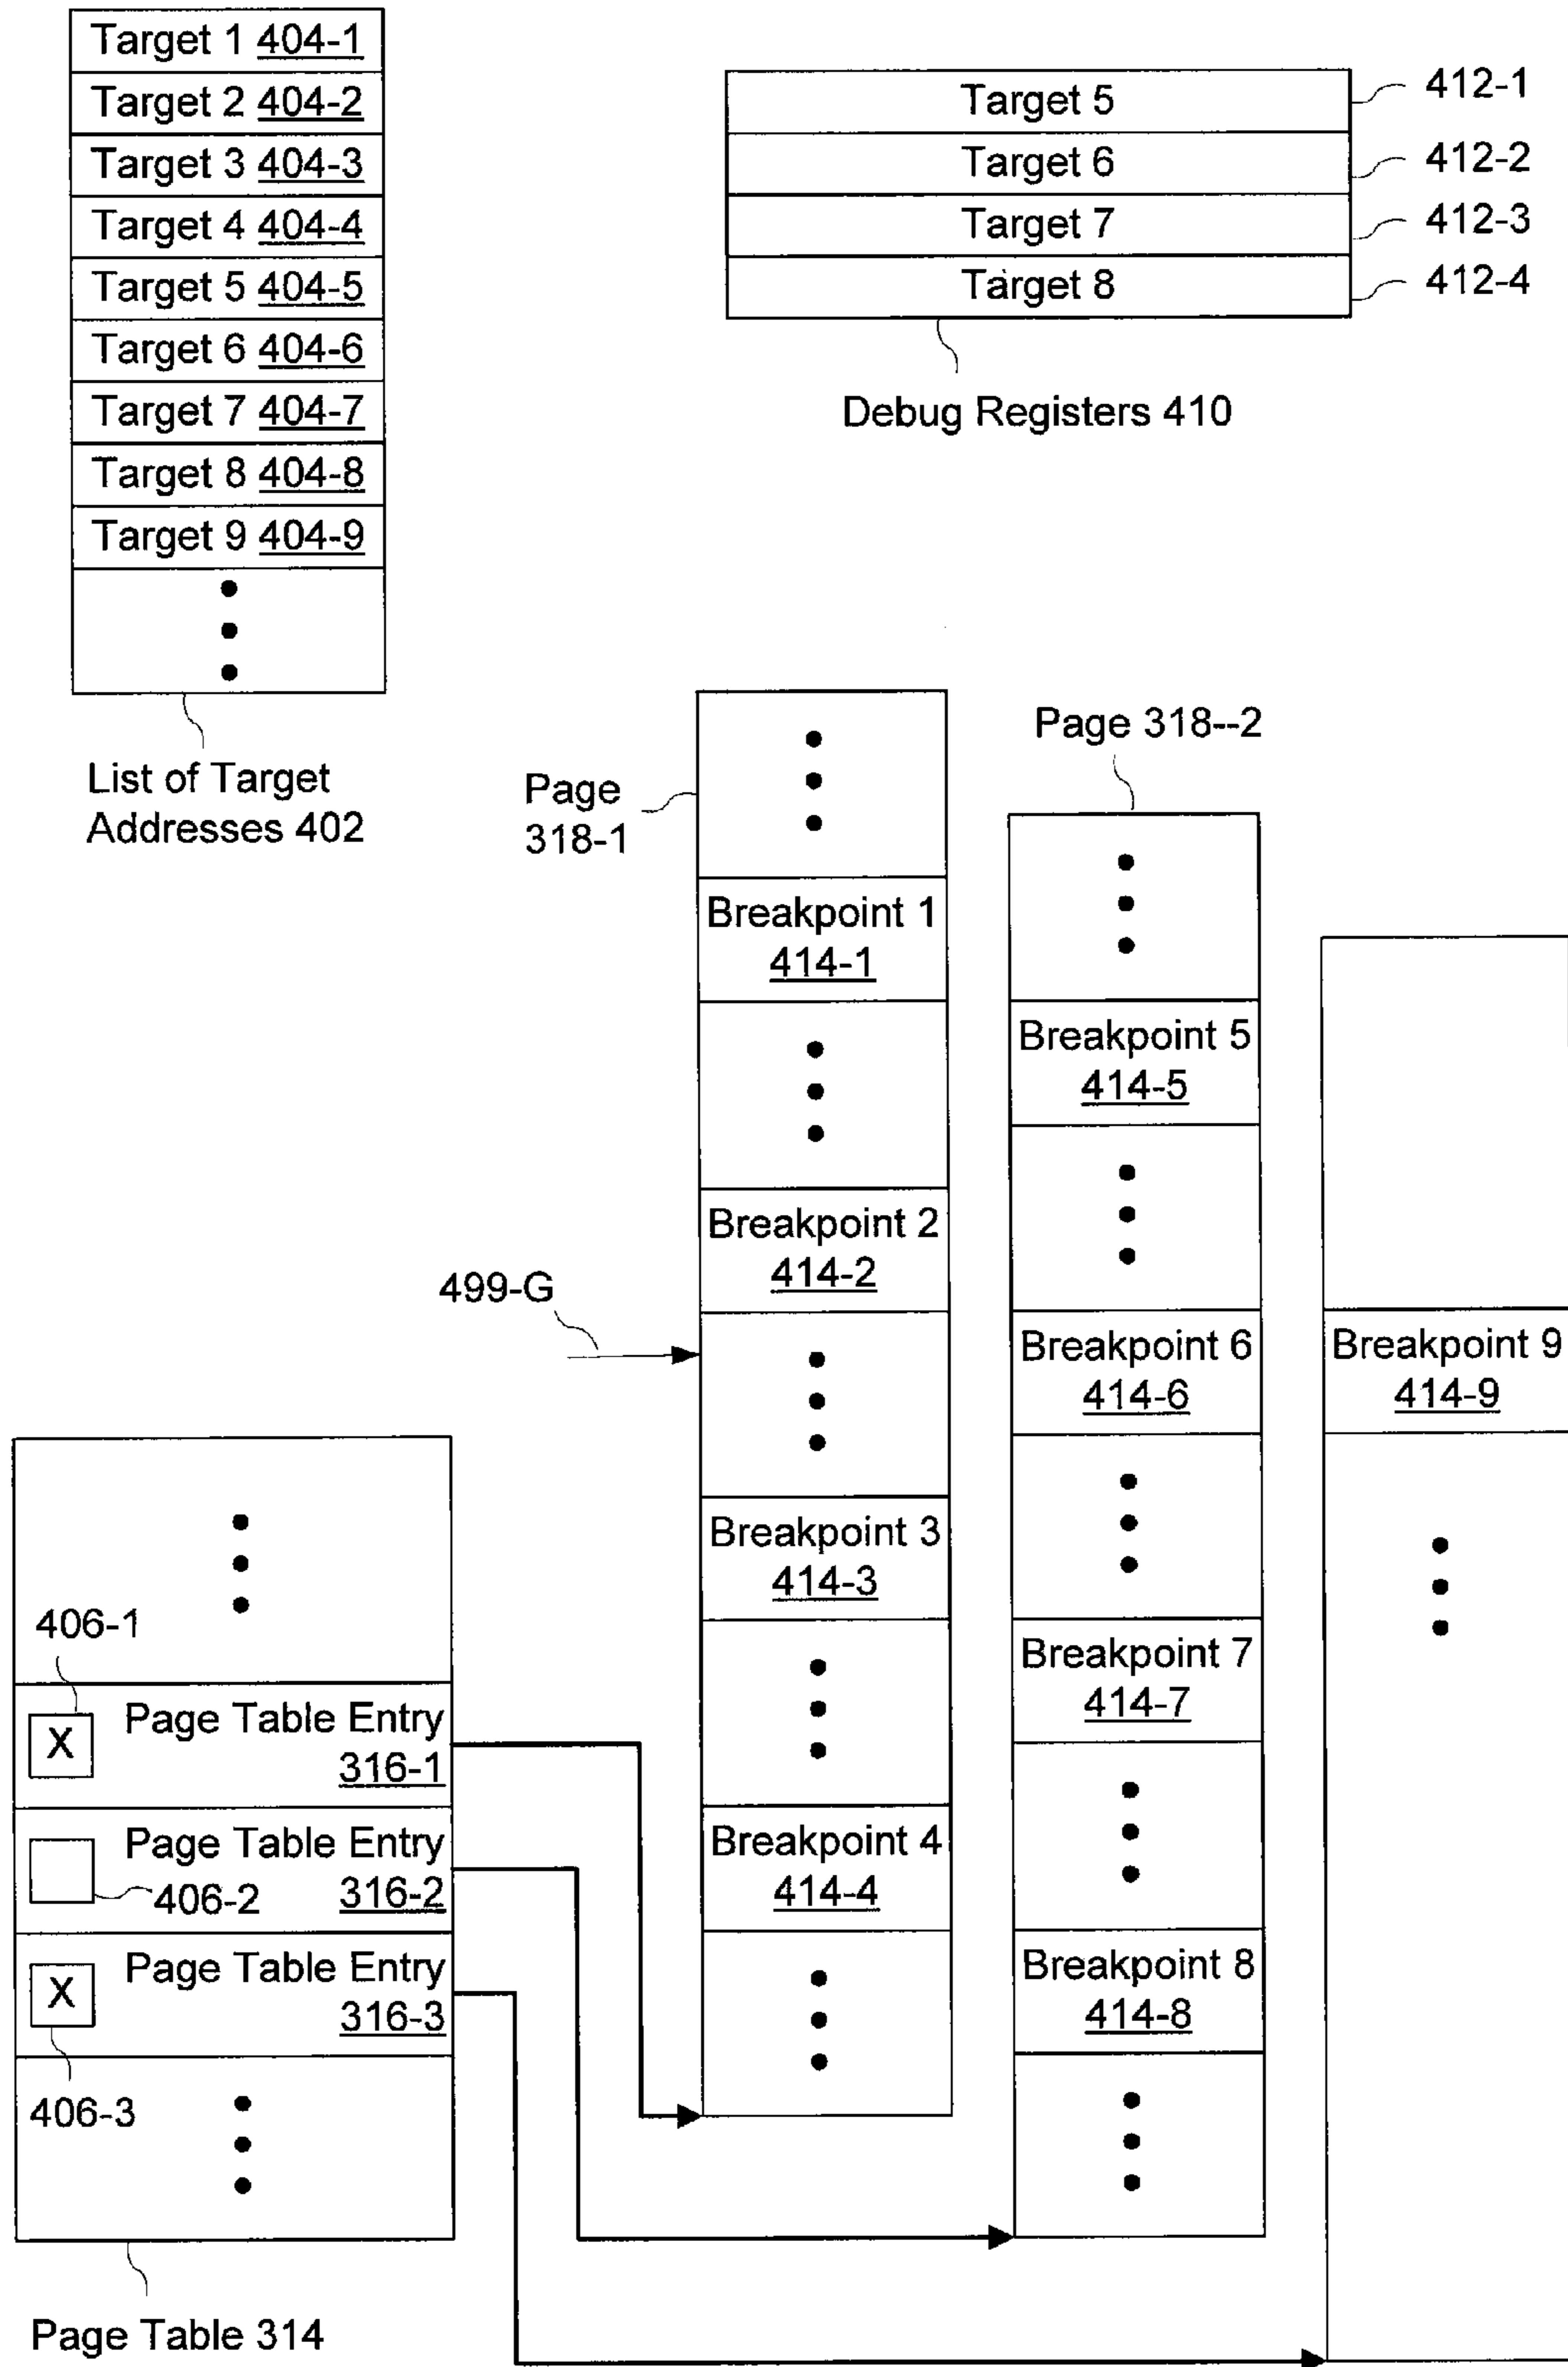 Target 1 404-1
Target 2 404-2
Target 3 404-3
Target 4 404-4
Target 5 404-5
Target 6 404-6
Target 7 404-7
Target 8 404-8
Target 9 404-9
List of Target
Addresses 402
Target 5
412-1
Target 6
412-2
Target 7
412-3
Target 8
412-4
Debug Registers 410
Page
318-1
Breakpoint 1
414-1
Breakpoint 2
414-2
499-G
Breakpoint 3
414-3
Breakpoint 4
414-4
Page 318--2
Breakpoint 5
414-5
Breakpoint 6
414-6
Breakpoint 7
414-7
Breakpoint 8
414-8
Breakpoint 9
414-9
406-1
X
Page Table Entry
316-1
Page Table Entry
406-2
316-2
X
Page Table Entry
316-3
406-3
Page Table 314